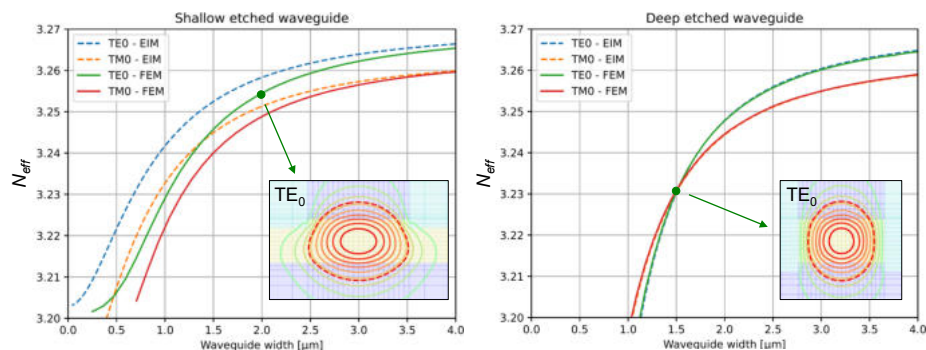 Shallow etched waveguide
3.27
3.26
3.25
3.24
3.23
3.22
3.21
3.20
N_eff
TE0 - EIM
TM0 - EIM
TE0 - FEM
TM0 - FEM
TE₀
0.0 0.5 1.0 1.5 2.0 2.5 3.0 3.5 4.0
Waveguide width [μm]
Deep etched waveguide
3.27
3.26
3.25
3.24
3.23
3.22
3.21
3.20
N_eff
TE0 - EIM
TM0 - EIM
TE0 - FEM
TM0 - FEM
TE₀
0.0 0.5 1.0 1.5 2.0 2.5 3.0 3.5 4.0
Waveguide width [μm]